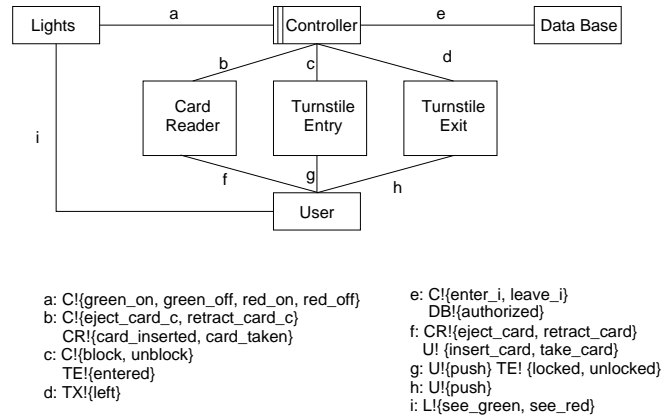 Lights
a
Controller
e
Data Base
b
c
d
Card
Reader
Turnstile
Entry
Turnstile
Exit
i
f
g
h
User
a: C!{green_on, green_off, red_on, red_off}
b: C!{eject_card_c, retract_card_c}
CR!{card_inserted, card_taken}
c: C!{block, unblock}
TE!{entered}
d: TX!{left}
e: C!{enter_i, leave_i}
DB!{authorized}
f: CR!{eject_card, retract_card}
U! {insert_card, take_card}
g: U!{push} TE! {locked, unlocked}
h: U!{push}
i: L!{see_green, see_red}